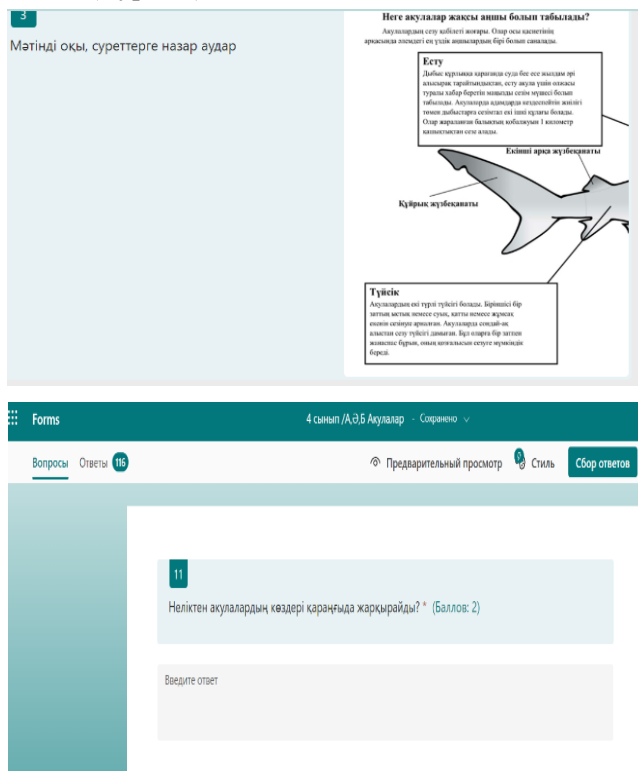 3
Мәтінді оқы, суреттерге назар аудар
Неге акулалар жақсы аңшы болып табылады?
Акулалардың сезу қабілеті жоғары. Олар осы қасиетінің
арқасында әлемдегі ең үздік аңшылардың бірі болып саналады.
Есту
Дыбыс құрлыққа қарағанда суда бес есе жылдам әрі
алысырақ тарайтындықтан, есту акула үшін олжасы
туралы хабар беретін маңызды сезім мүшесі болып
табылады. Акулаларда адамдарда кездеспейтін жиілігі
төмен дыбыстарға сезімтал екі ішкі құлағы болады.
Олар жараланған балықтың қобалжуын 1 километр
қашықтықтан сезе алады.
Екінші арқа жүзбеқанаты
Құйрық жүзбеқанаты
Түйсік
Акулалардың екі түрлі түйсігі болады. Біріншісі бір
заттың ыстық немесе суық, қатты немесе жұмсақ
екенін сезінуге арналған. Акулаларда сондай-ақ
алыстан сезу түйсігі дамыған. Бұл оларға бір затпен
жанаспас бұрын, оның қозғалысын сезуге мүмкіндік
береді.
Forms
4 сынып /А,Ә,Б Акулалар - Сохранено
Вопросы Ответы 116
Предварительный просмотр Стиль Сбор ответов
11
Неліктен акулалардың көздері қараңғыда жарқырайды? * (Баллов: 2)
Введите ответ